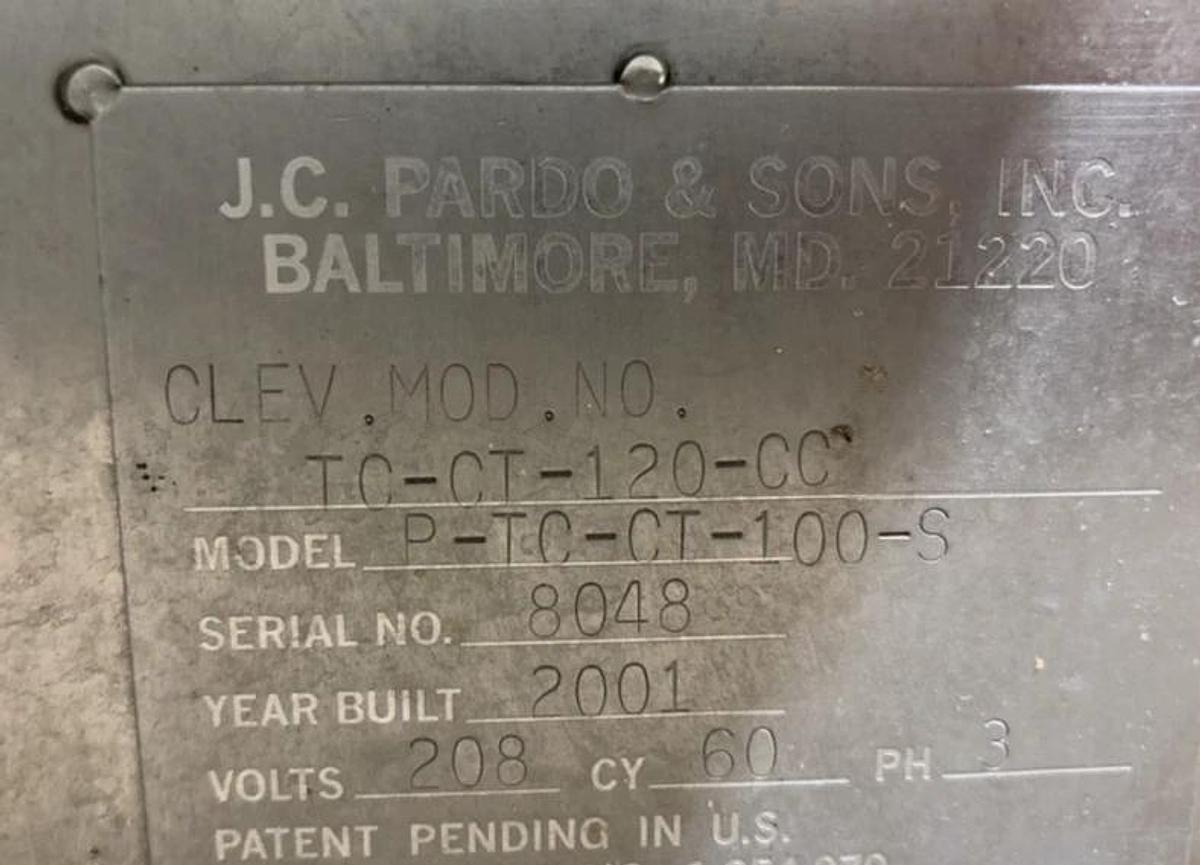 J.C. PARDO & SONS, INC.
BALTIMORE, MD. 21220
CLEV.MOD.NO.
TC-CT-120-CC
MODEL P-TC-CT-100-S
SERIAL NO. 8048
YEAR BUILT 2001
VOLTS 208 CY 60 PH 3
PATENT PENDING IN U.S.